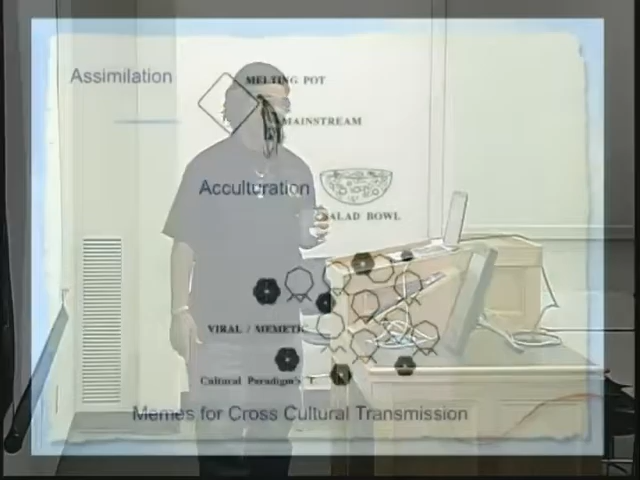 Assimilation
MELTING POT
MAINSTREAM
Acculturation
SALAD BOWL
VIRAL / MEMETIC
Cultural Paradigm's
Memes for Cross Cultural Transmission